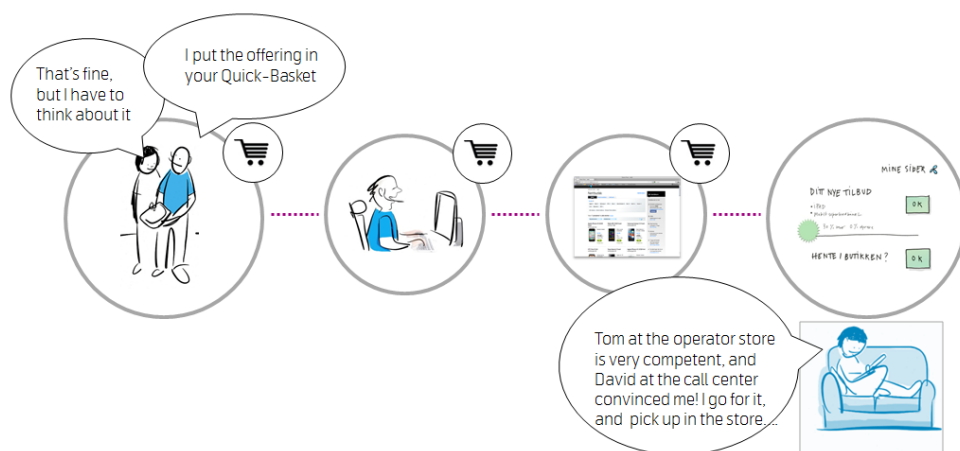 That's fine,
but I have to
think about it
I put the offering in
your Quick-Basket
MINE SIDER
DIT NYE TILBUD
OK
HENTE I BUTIKKEN?
OK
Tom at the operator store
is very competent, and
David at the call center
convinced me! I go for it,
and pick up in the store....